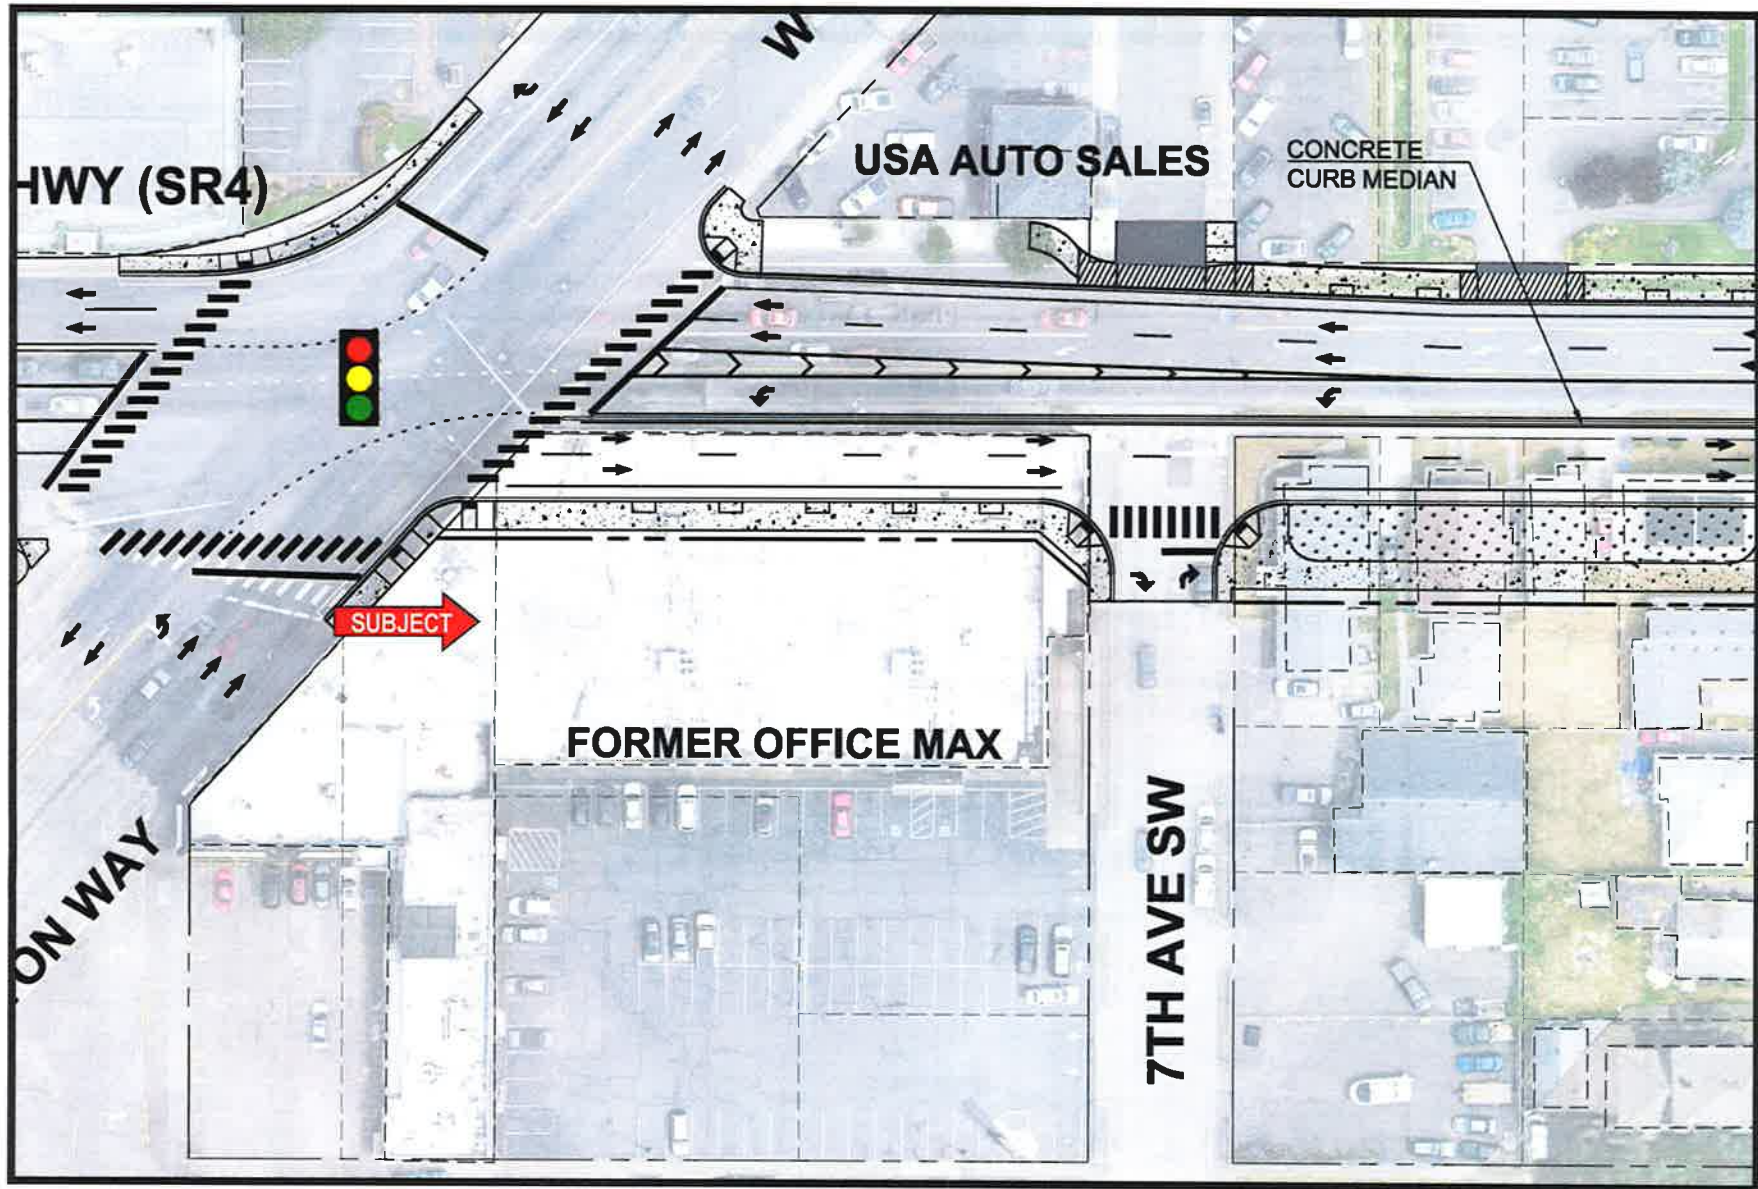 W
HWY (SR4)
USA AUTO SALES
CONCRETE
CURB MEDIAN
SUBJECT
FORMER OFFICE MAX
ON WAY
7TH AVE SW